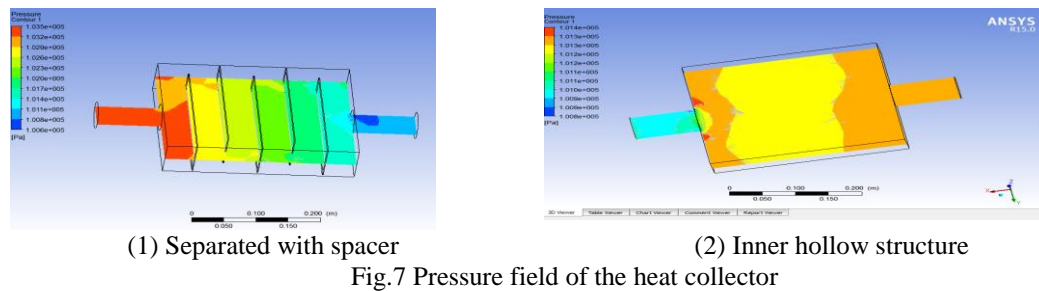 Pressure
Contour 1
1.035e+005
1.032e+005
1.029e+005
1.026e+005
1.023e+005
1.020e+005
1.017e+005
1.014e+005
1.011e+005
1.008e+005
1.006e+005
[Pa]
0 0.100 0.200 (m)
0.050 0.150
Pressure
Contour 1
1.014e+005
1.013e+005
1.013e+005
1.012e+005
1.012e+005
1.011e+005
1.011e+005
1.010e+005
1.009e+005
1.009e+005
1.008e+005
[Pa]
ANSYS
R15.0
0 0.100 0.200 (m)
0.050 0.150
X
Y
Z
3D Viewer Table Viewer Chart Viewer Comment Viewer Report Viewer
(1) Separated with spacer
(2) Inner hollow structure
Fig.7 Pressure field of the heat collector